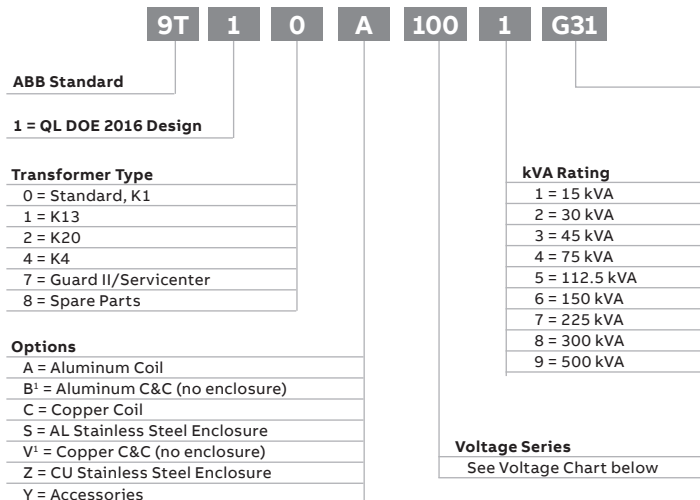 9T 1 0 A 100 1 G31
ABB Standard
1 = QL DOE 2016 Design
Transformer Type
0 = Standard, K1
1 = K13
2 = K20
4 = K4
7 = Guard II/Servicenter
8 = Spare Parts
Options
A = Aluminum Coil
B¹ = Aluminum C&C (no enclosure)
C = Copper Coil
S = AL Stainless Steel Enclosure
V¹ = Copper C&C (no enclosure)
Z = CU Stainless Steel Enclosure
Y = Accessories
kVA Rating
1 = 15 kVA
2 = 30 kVA
3 = 45 kVA
4 = 75 kVA
5 = 112.5 kVA
6 = 150 kVA
7 = 225 kVA
8 = 300 kVA
9 = 500 kVA
Voltage Series
See Voltage Chart below